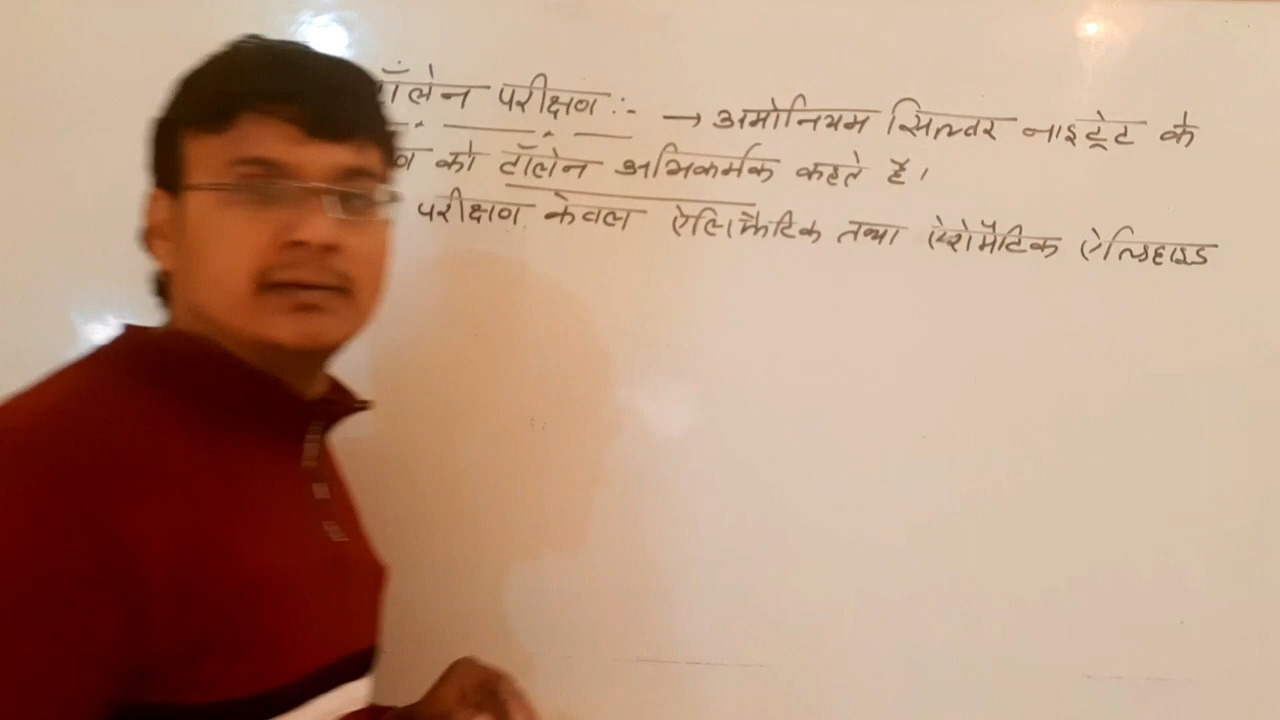 टॉलेन परीक्षण :- → अमोनियम सिल्वर नाइट्रेट के
को टॉलेन अभिकर्मक कहते हैं।
परीक्षण केवल ऐलिफैटिक तथा ऐरोमैटिक ऐल्डिहाइड